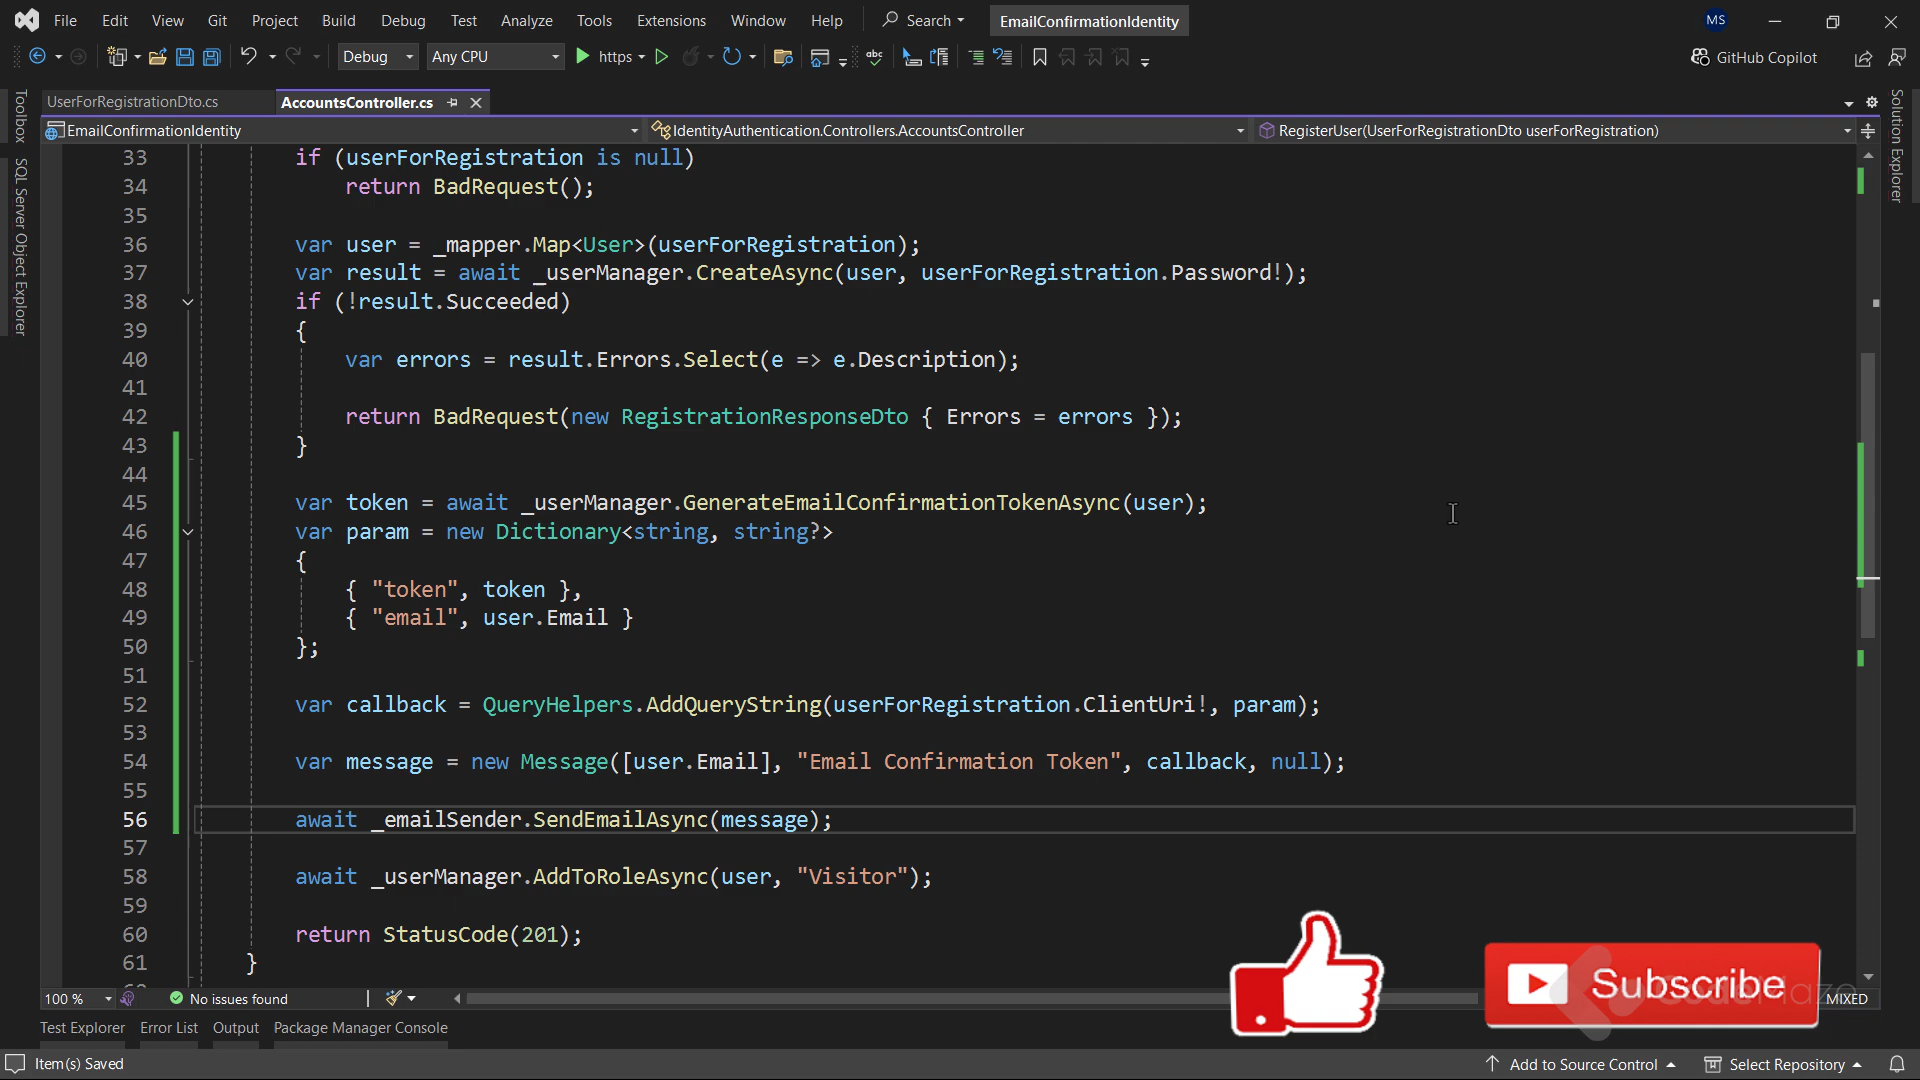 File Edit View Git Project Build Debug Test Analyze Tools Extensions Window Help Search EmailConfirmationIdentity MS
Debug Any CPU https GitHub Copilot
UserForRegistrationDto.cs AccountsController.cs
EmailConfirmationIdentity IdentityAuthentication.Controllers.AccountsController RegisterUser(UserForRegistrationDto userForRegistration)
Toolbox
SQL Server Object Explorer
Solution Explorer
33 if (userForRegistration is null)
34 return BadRequest();
35
36 var user = _mapper.Map<User>(userForRegistration);
37 var result = await _userManager.CreateAsync(user, userForRegistration.Password!);
38 if (!result.Succeeded)
39 {
40 var errors = result.Errors.Select(e => e.Description);
41
42 return BadRequest(new RegistrationResponseDto { Errors = errors });
43 }
44
45 var token = await _userManager.GenerateEmailConfirmationTokenAsync(user);
46 var param = new Dictionary<string, string?>
47 {
48 { "token", token },
49 { "email", user.Email }
50 };
51
52 var callback = QueryHelpers.AddQueryString(userForRegistration.ClientUri!, param);
53
54 var message = new Message([user.Email], "Email Confirmation Token", callback, null);
55
56 await _emailSender.SendEmailAsync(message);
57
58 await _userManager.AddToRoleAsync(user, "Visitor");
59
60 return StatusCode(201);
61 }
Subscribe
100 % No issues found MIXED
Test Explorer Error List Output Package Manager Console
Item(s) Saved Add to Source Control Select Repository